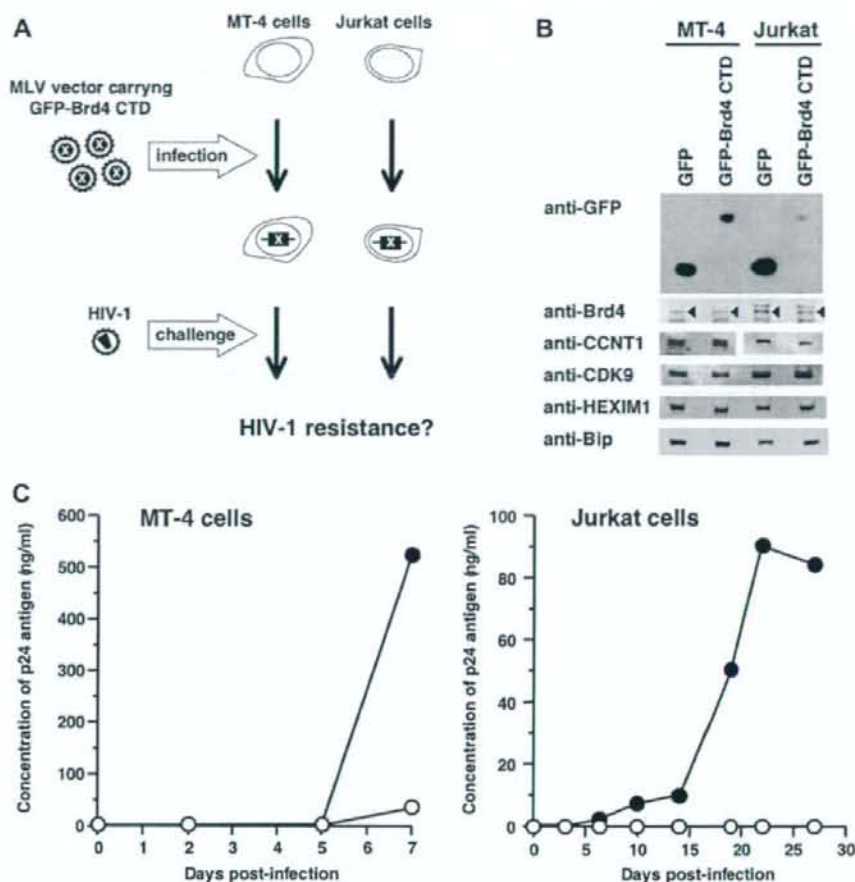 A
MT-4 cells
Jurkat cells
MLV vector carryng
GFP-Brd4 CTD
X X X X
infection
X X
HIV-1
challenge
HIV-1 resistance?
B
MT-4 Jurkat
GFP
GFP-Brd4 CTD
GFP
GFP-Brd4 CTD
anti-GFP
anti-Brd4
anti-CCNT1
anti-CDK9
anti-HEXIM1
anti-Bip
C
MT-4 cells
Concentration of p24 antigen (ng/ml)
600
500
400
300
200
100
50
0
0 1 2 3 4 5 6 7
Days post-infection
Jurkat cells
Concentration of p24 antigen (ng/ml)
100
80
60
40
20
0
0 5 10 15 20 25 30
Days post-infection